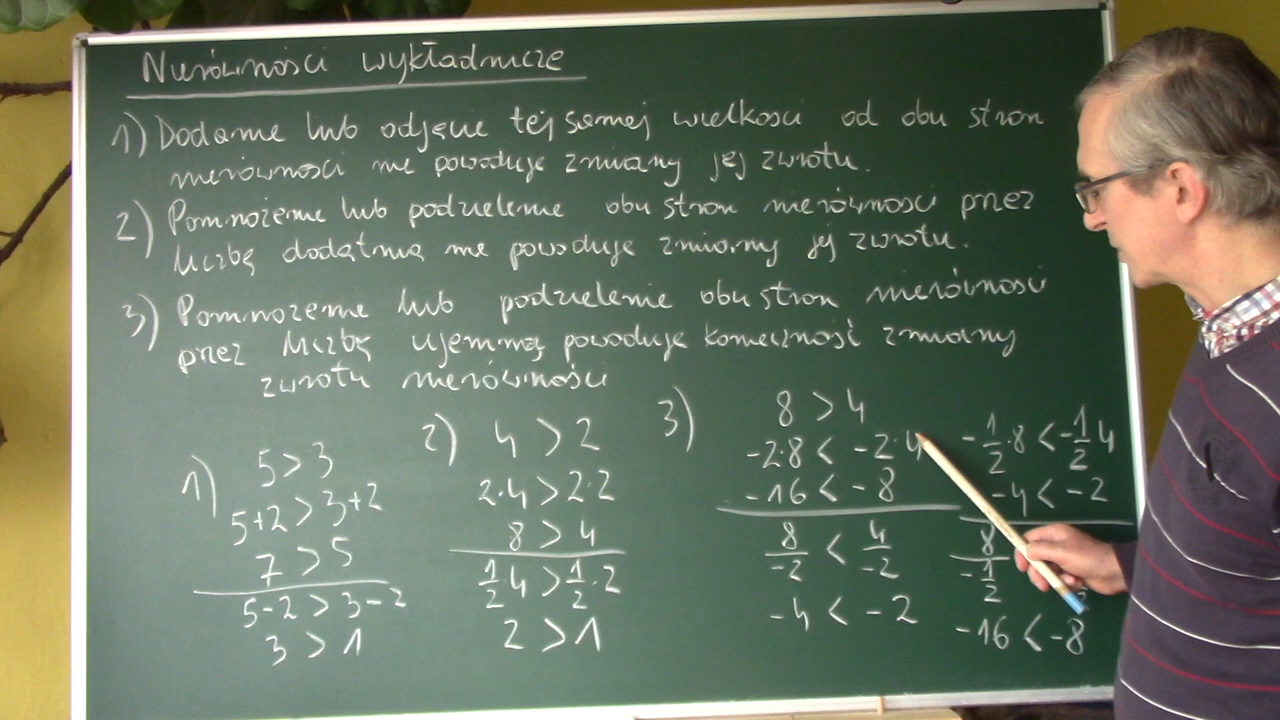 Nierówności wykładnicze
1) Dodanie lub odjęcie tej samej wielkości od obu stron
nierówności nie powoduje zmiany jej zwrotu.
2) Pomnożenie lub podzielenie obu stron nierówności przez
liczbę dodatnią nie powoduje zmiany jej zwrotu.
3) Pomnożenie lub podzielenie obu stron nierówności
przez liczbę ujemną powoduje konieczność zmiany
zwrotu nierówności
1) 5 > 3
5+2 > 3+2
7 > 5
5-2 > 3-2
3 > 1
2) 4 > 2
2·4 > 2·2
8 > 4
1/2 4 > 1/2·2
2 > 1
3) 8 > 4
-2·8 < -2·4
-16 < -8
8/-2 < 4/-2
-4 < -2
-1/2·8 < -1/2 4
-4 < -2
8/-1/2
-16 < -8